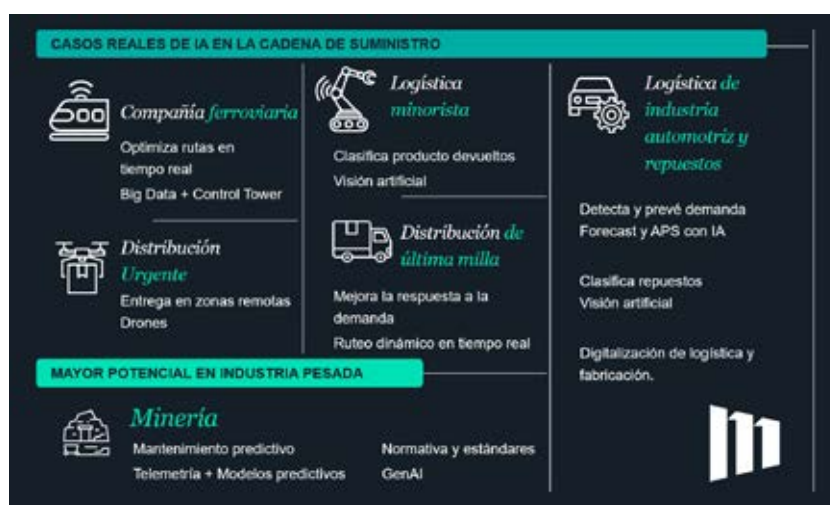 CASOS REALES DE IA EN LA CADENA DE SUMINISTRO
Compañía ferroviaria
Optimiza rutas en
tiempo real
Big Data + Control Tower
Distribución
Urgente
Entrega en zonas remotas
Drones
Logística
minorista
Clasifica producto devueltos
Visión artificial
Distribución de
última milla
Mejora la respuesta a la
demanda
Ruteo dinámico en tiempo real
Logística de
industria
automotriz y
repuestos
Detecta y prevé demanda
Forecast y APS con IA
Clasifica repuestos
Visión artificial
Digitalización de logística y
fabricación.
MAYOR POTENCIAL EN INDUSTRIA PESADA
Minería
Mantenimiento predictivo
Telemetría + Modelos predictivos
Normativa y estándares
GenAI